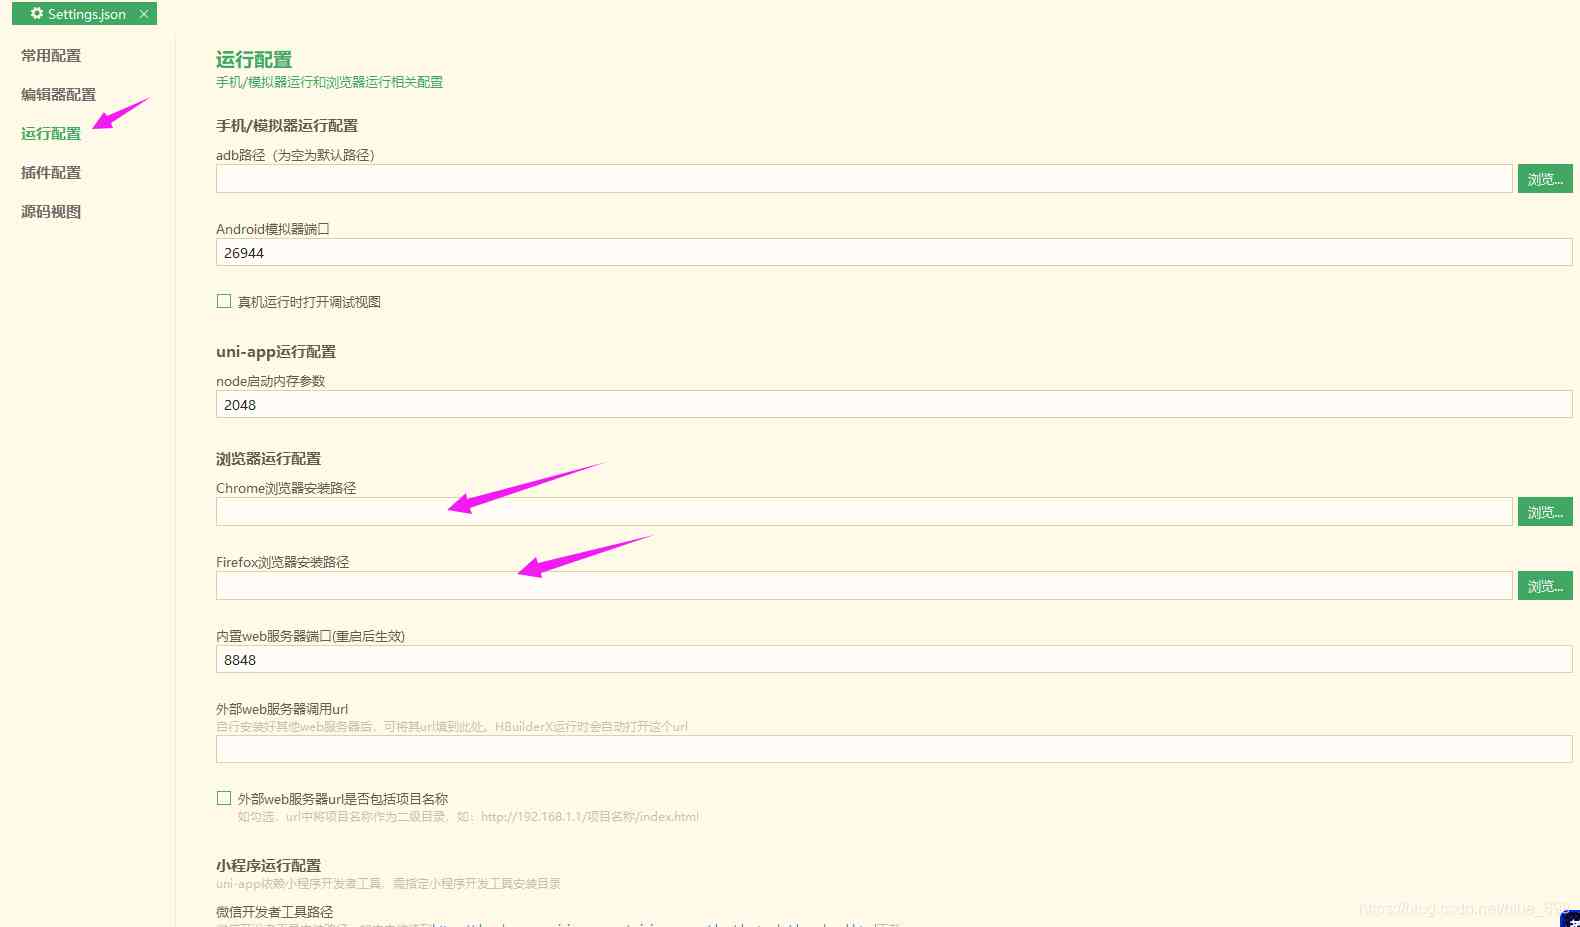 Settings.json
常用配置
编辑器配置
运行配置
插件配置
源码视图
运行配置
手机/模拟器运行和浏览器运行相关配置
手机/模拟器运行配置
adb路径（为空为默认路径）
浏览...
Android模拟器端口
26944
真机运行时打开调试视图
uni-app运行配置
node启动内存参数
2048
浏览器运行配置
Chrome浏览器安装路径
浏览...
Firefox浏览器安装路径
浏览...
内置web服务器端口(重启后生效)
8848
外部web服务器调用url
自行安装好其他web服务器后，可将其url填到此处。HBuilderX运行时会自动打开这个url
外部web服务器url是否包括项目名称
如勾选，url中将项目名称作为二级目录，如：http://192.168.1.1/项目名称/index.html
小程序运行配置
uni-app依赖小程序开发者工具，需指定小程序开发工具安装目录
微信开发者工具路径